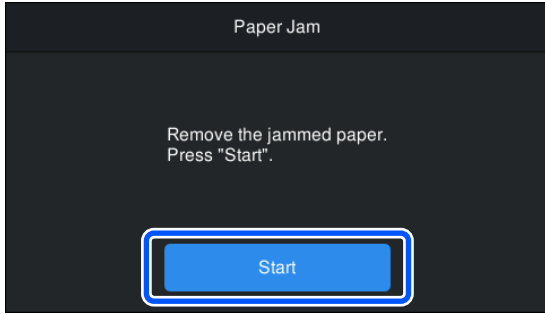 Paper Jam
Remove the jammed paper.
Press "Start".
Start